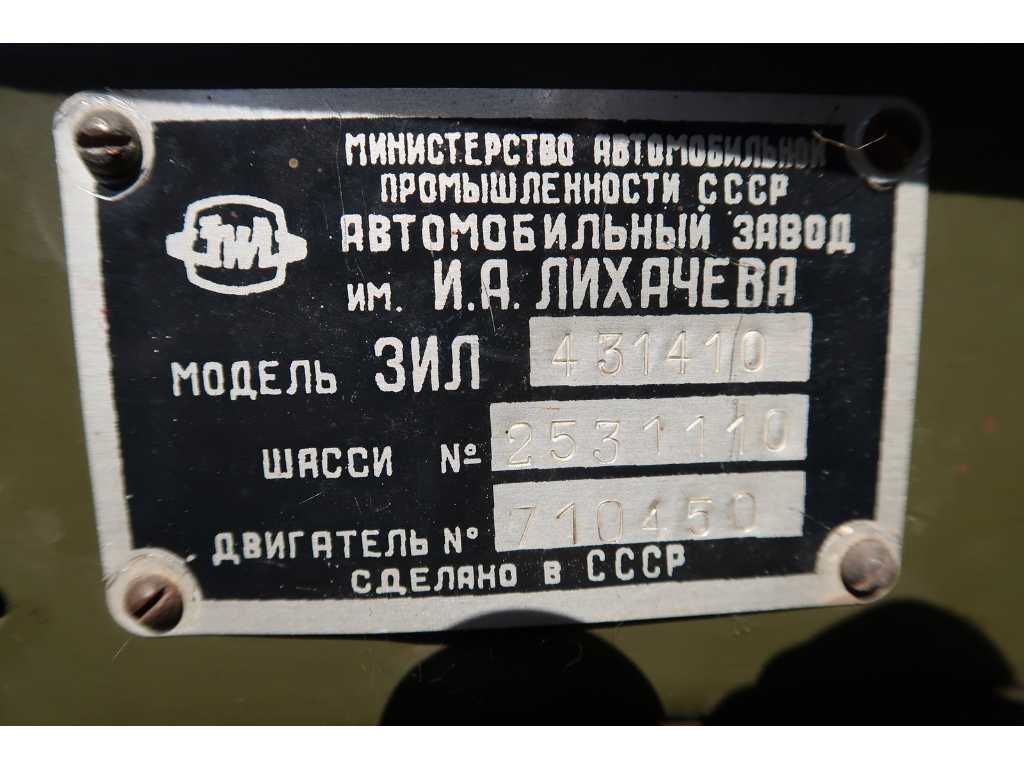 МИНИСТЕРСТВО АВТОМОБИЛЬНОЙ
ПРОМЫШЛЕННОСТИ СССР
ЗИЛ
АВТОМОБИЛЬНЫЙ ЗАВОД
ИМ. И.А. ЛИХАЧЕВА
МОДЕЛЬ ЗИЛ 431410
ШАССИ № 2531110
ДВИГАТЕЛЬ № 710450
СДЕЛАНО В СССР